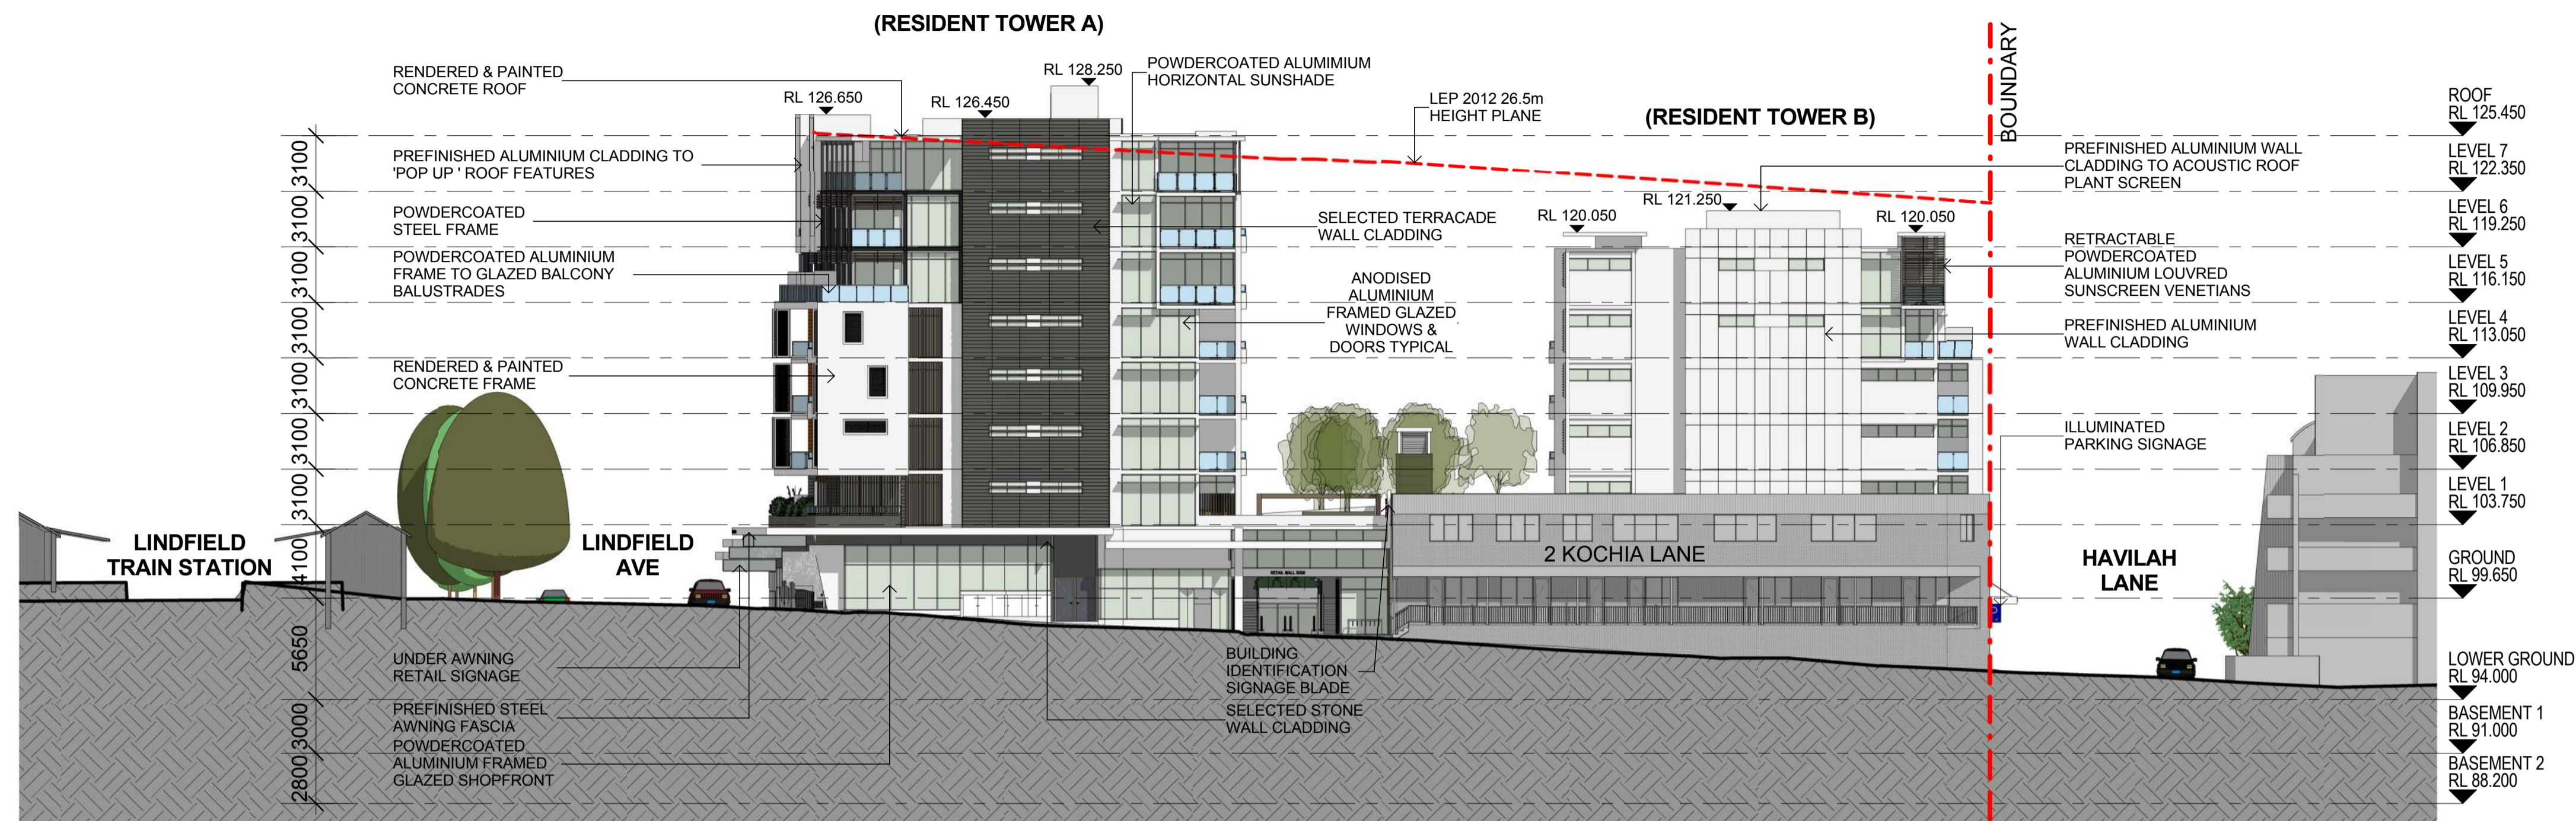 (RESIDENT TOWER A)
RENDERED & PAINTED
CONCRETE ROOF
RL 126.650
RL 126.450
RL 128.250
POWDERCOATED ALUMIMIUM
HORIZONTAL SUNSHADE
LEP 2012 26.5m
HEIGHT PLANE
(RESIDENT TOWER B)
BOUNDARY
PREFINISHED ALUMINIUM CLADDING TO
'POP UP ' ROOF FEATURES
POWDERCOATED
STEEL FRAME
POWDERCOATED ALUMINIUM
FRAME TO GLAZED BALCONY
BALUSTRADES
RENDERED & PAINTED
CONCRETE FRAME
SELECTED TERRACADE
WALL CLADDING
ANODISED
ALUMINIUM
FRAMED GLAZED
WINDOWS &
DOORS TYPICAL
RL 120.050
RL 121.250
RL 120.050
PREFINISHED ALUMINIUM WALL
CLADDING TO ACOUSTIC ROOF
PLANT SCREEN
RETRACTABLE
POWDERCOATED
ALUMINIUM LOUVRED
SUNSCREEN VENETIANS
PREFINISHED ALUMINIUM
WALL CLADDING
ILLUMINATED
PARKING SIGNAGE
3100
3100
3100
3100
3100
3100
3100
4100
5650
3000
2800
LINDFIELD
TRAIN STATION
LINDFIELD
AVE
2 KOCHIA LANE
HAVILAH
LANE
UNDER AWNING
RETAIL SIGNAGE
PREFINISHED STEEL
AWNING FASCIA
POWDERCOATED
ALUMINIUM FRAMED
GLAZED SHOPFRONT
BUILDING
IDENTIFICATION
SIGNAGE BLADE
SELECTED STONE
WALL CLADDING
ROOF
RL 125.450
LEVEL 7
RL 122.350
LEVEL 6
RL 119.250
LEVEL 5
RL 116.150
LEVEL 4
RL 113.050
LEVEL 3
RL 109.950
LEVEL 2
RL 106.850
LEVEL 1
RL 103.750
GROUND
RL 99.650
LOWER GROUND
RL 94.000
BASEMENT 1
RL 91.000
BASEMENT 2
RL 88.200